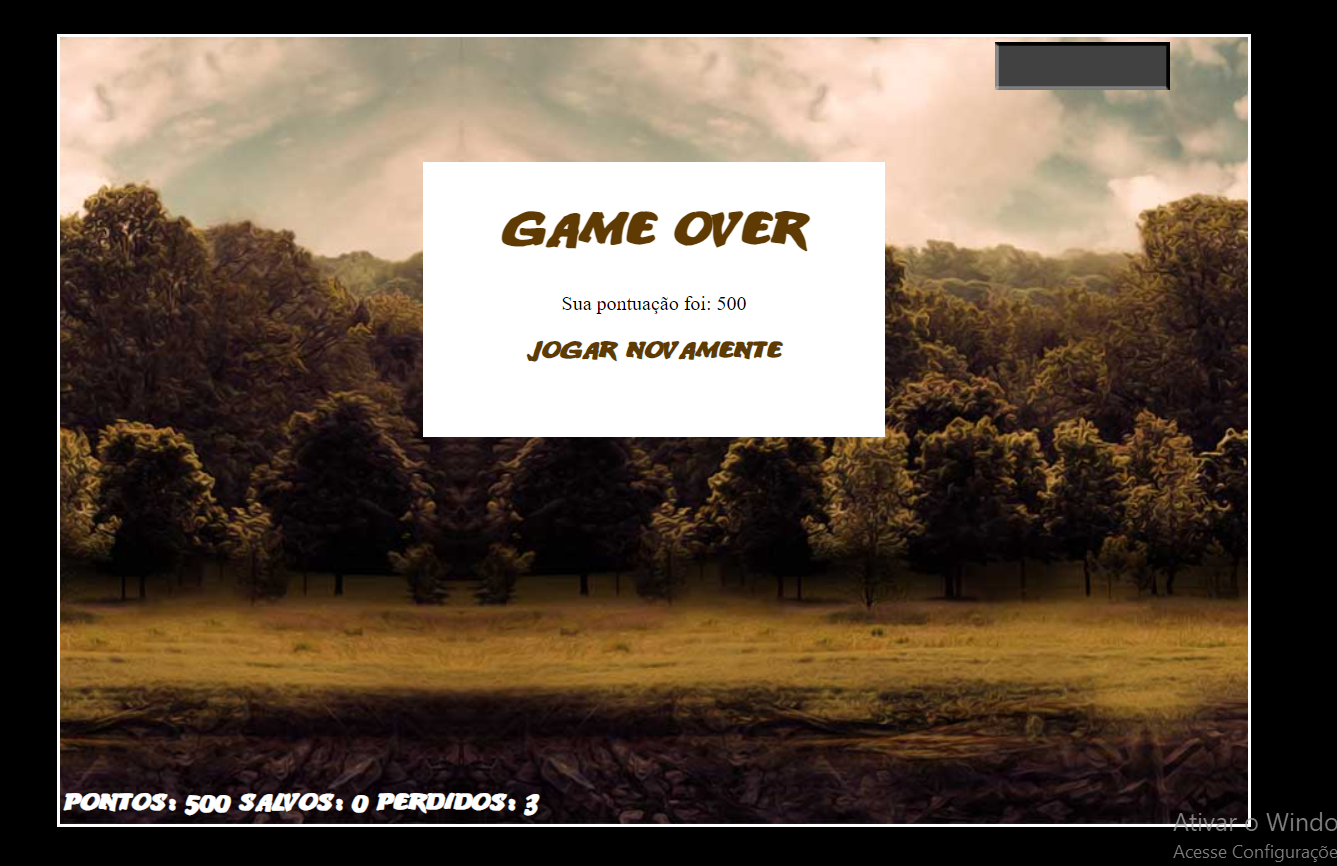 GAME OVER
Sua pontuação foi: 500
JOGAR NOVAMENTE
PONTOS: 500 SALVOS: 0 PERDIDOS: 3
Ativar o Windo
Acesse Configuraçõe